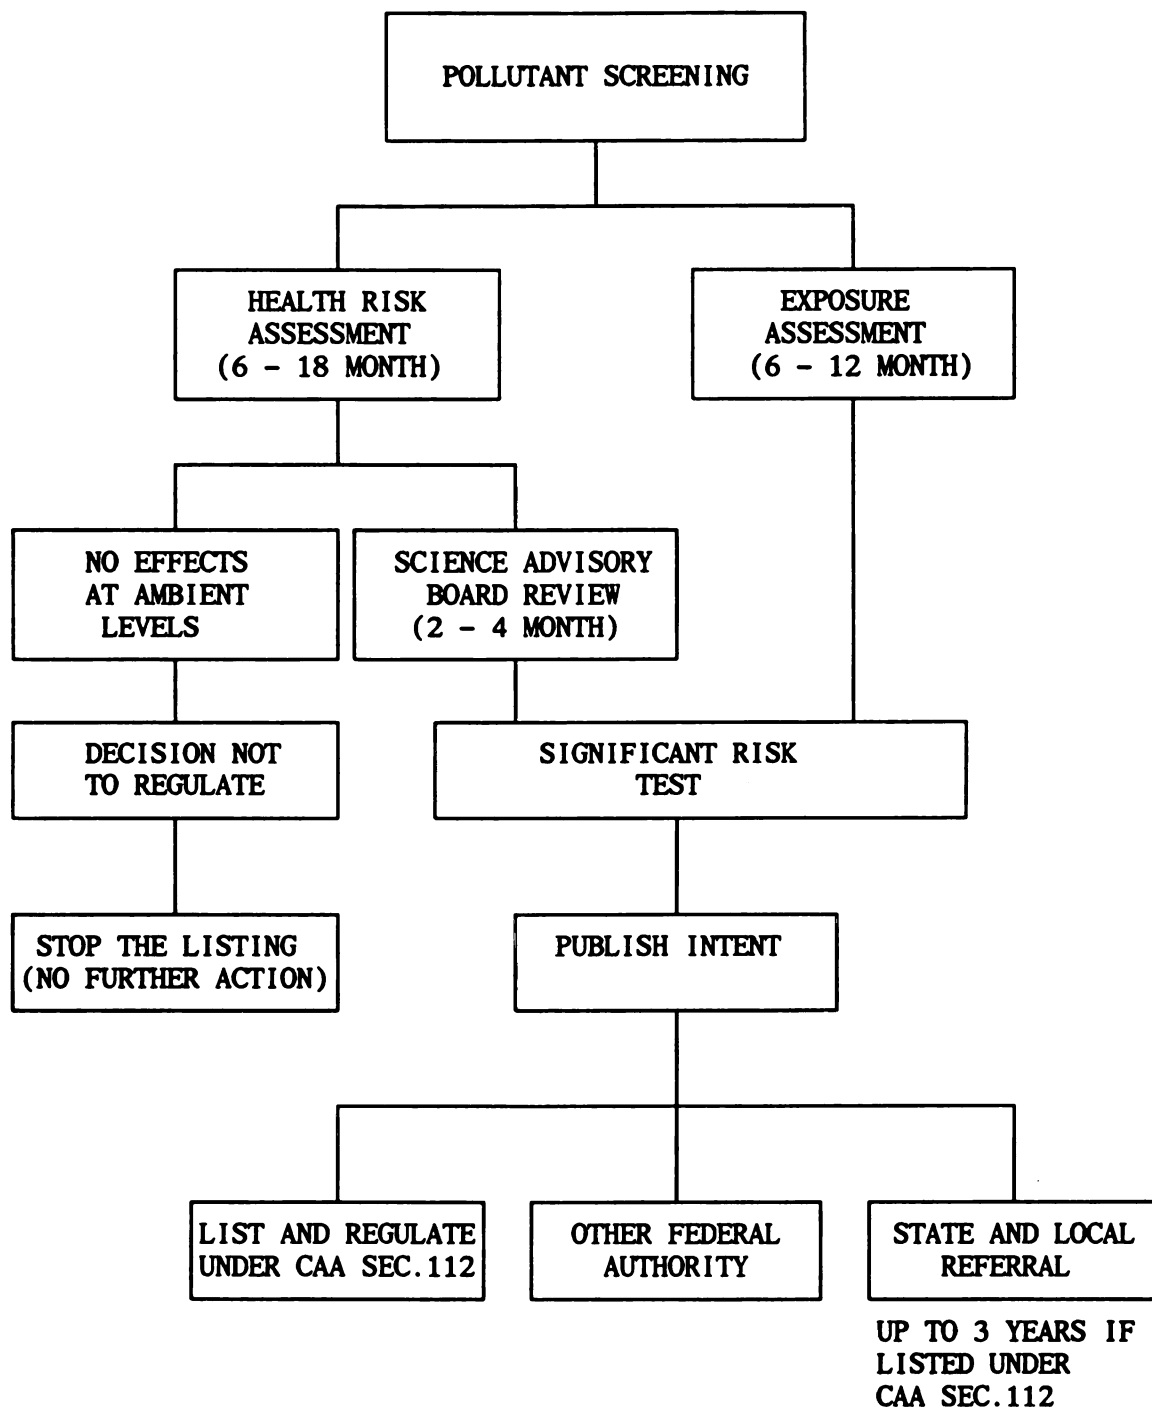 POLLUTANT SCREENING
HEALTH RISK
ASSESSMENT
(6 - 18 MONTH)
EXPOSURE
ASSESSMENT
(6 - 12 MONTH)
NO EFFECTS
AT AMBIENT
LEVELS
SCIENCE ADVISORY
BOARD REVIEW
(2 - 4 MONTH)
DECISION NOT
TO REGULATE
SIGNIFICANT RISK
TEST
STOP THE LISTING
(NO FURTHER ACTION)
PUBLISH INTENT
LIST AND REGULATE
UNDER CAA SEC.112
OTHER FEDERAL
AUTHORITY
STATE AND LOCAL
REFERRAL
UP TO 3 YEARS IF
LISTED UNDER
CAA SEC.112